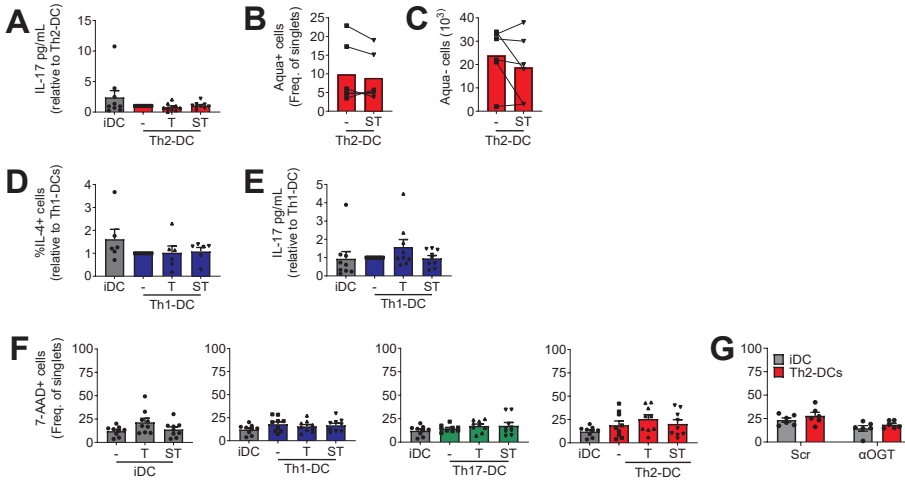 A
IL-17 pg/mL
(relative to Th2-DC)
15
10
5
2
1
0
iDC - T ST
Th2-DC
B
Aqua+ cells
(Freq. of singlets)
25
20
15
10
5
0
- ST
Th2-DC
C
Aqua- cells (10³)
40
30
20
10
0
- ST
Th2-DC
D
%IL-4+ cells
(relative to Th1-DCs)
4
3
2
1
0
iDC - T ST
Th1-DC
E
IL-17 pg/mL
(relative to Th1-DC)
5
4
3
2
1
0
iDC - T ST
Th1-DC
F
7-AAD+ cells
(Freq. of singlets)
100
75
50
25
0
- T ST
iDC
100
75
50
25
0
iDC - T ST
Th1-DC
100
75
50
25
0
iDC - T ST
Th17-DC
100
75
50
25
0
iDC - T ST
Th2-DC
G
100
75
50
25
0
iDC
Th2-DCs
Scr αOGT